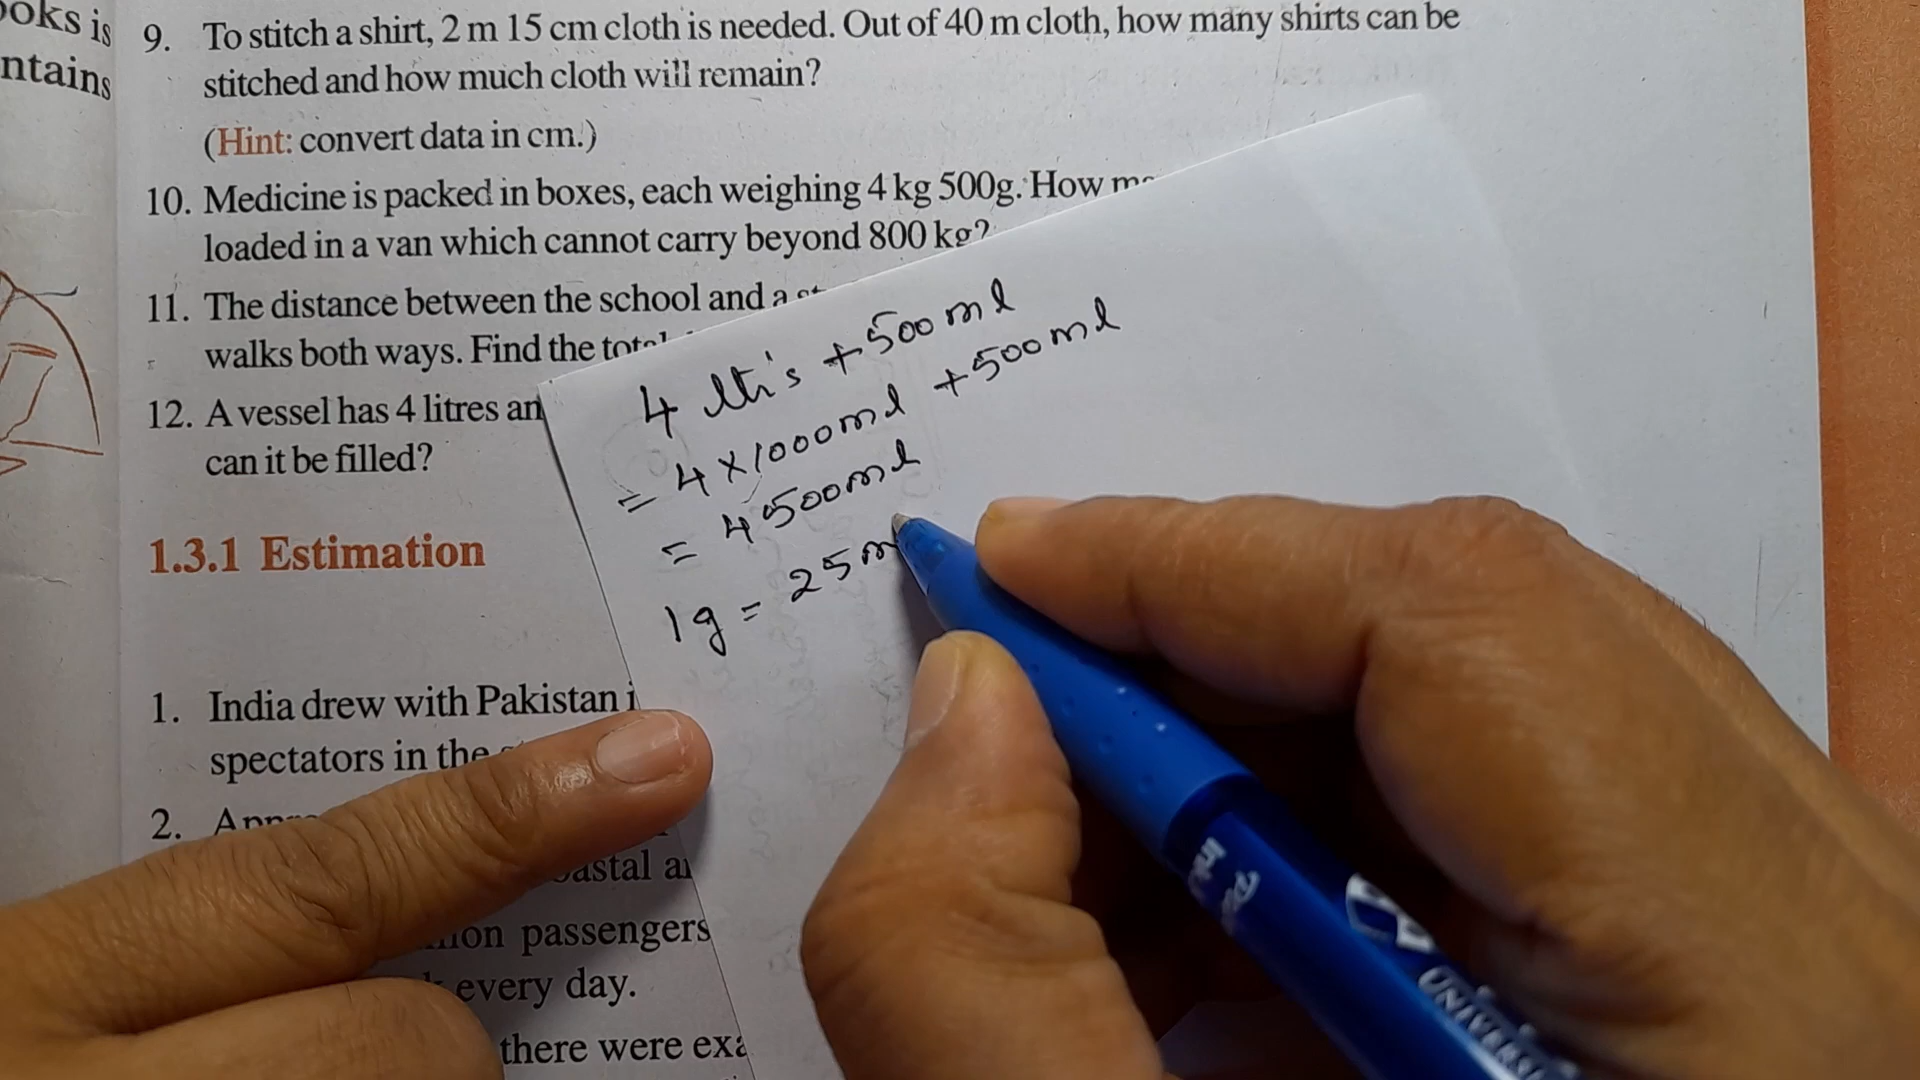 ooks is
ntains
9. To stitch a shirt, 2 m 15 cm cloth is needed. Out of 40 m cloth, how many shirts can be
stitched and how much cloth will remain?
(Hint: convert data in cm.)
10. Medicine is packed in boxes, each weighing 4 kg 500g. How
loaded in a van which cannot carry beyond 800 kg?
11. The distance between the school and a
walks both ways. Find the
12. A vessel has 4 litres an
can it be filled?
4 ltr's + 500 ml
= 4 × 1000 ml + 500 ml
= 4500 ml
1g = 25 m
1.3.1 Estimation
1. India drew with Pakistan i
spectators in the
2.
astal a
passengers
every day.
there were exa
UNIVERS